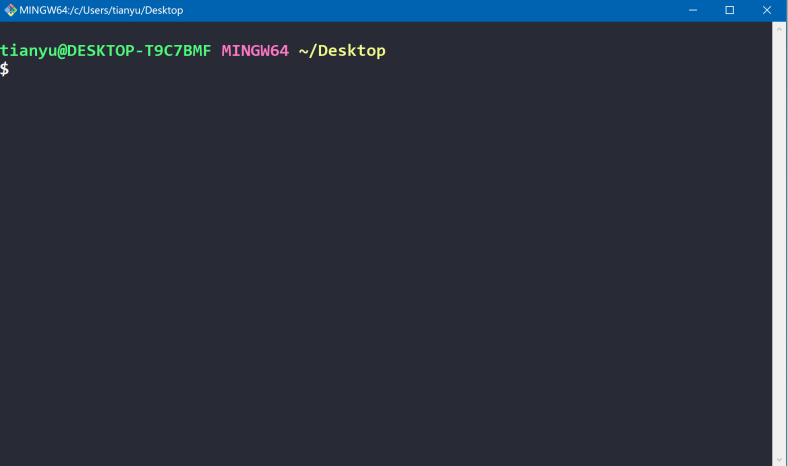 MINGW64:/c/Users/tianyu/Desktop
tianyu@DESKTOP-T9C7BMF MINGW64 ~/Desktop
$